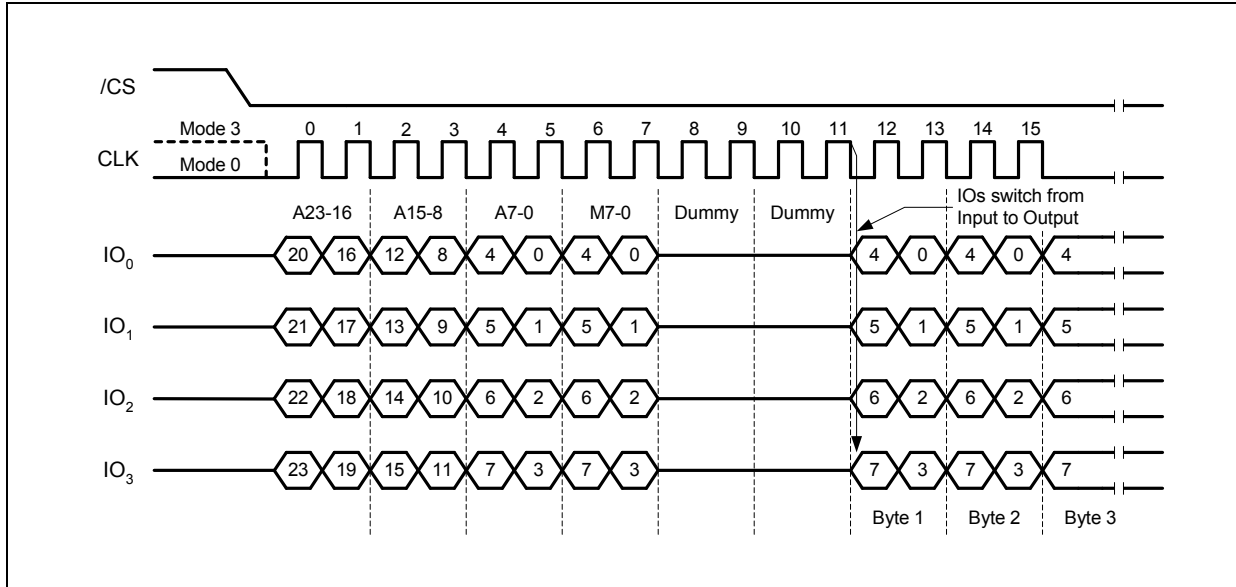 /CS
Mode 3 0 1 2 3 4 5 6 7 8 9 10 11 12 13 14 15
CLK
Mode 0
IOs switch from
Input to Output
A23-16 A15-8 A7-0 M7-0 Dummy Dummy
IO0 20 16 12 8 4 0 4 0 4 0 4 0 4
IO1 21 17 13 9 5 1 5 1 5 1 5 1 5
IO2 22 18 14 10 6 2 6 2 6 2 6 2 6
IO3 23 19 15 11 7 3 7 3 7 3 7 3 7
Byte 1 Byte 2 Byte 3